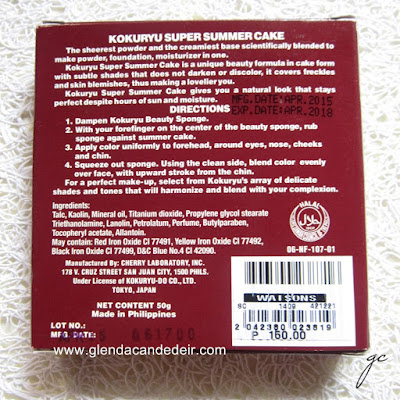 KOKURYU SUPER SUMMER CAKE
The sheerest powder and the creamiest base scientifically blended to
make powder, foundation, moisturizer in one.
Kokuryu Super Summer Cake is a unique beauty formula in cake form
with subtle shades that does not darken or discolor, it covers freckles
and skin blemishes, thus making a lovelier you.
Kokuryu Super Summer Cake gives you a natural look that stays
perfect despite hours of sun and moisture.
MFG.DATE:APR.2015
EXP.DATE:APR.2018
DIRECTIONS
1. Dampen Kokuryu Beauty Sponge.
2. With your forefinger on the center of the beauty sponge, rub
sponge against summer cake.
3. Apply color uniformly to forehead, around eyes, nose, cheeks
and chin.
4. Squeeze out sponge. Using the clean side, blend color evenly
over face, with upward stroke from the chin.
For a perfect make-up, select from Kokuryu's array of delicate
shades and tones that will harmonize and blend with your complexion.
Ingredients:
Talc, Kaolin, Mineral oil, Titanium dioxide, Propylene glycol stearate
Triethanolamine, Lanolin, Petrolatum, Perfume, Butylparaben,
Tocopheryl acetate, Allantoin.
May contain: Red Iron Oxide CI 77491, Yellow Iron Oxide CI 77492,
Black Iron Oxide CI 77499, D&C Blue No.4 CI 42090.
HALAL
06-NF-107-01
Manufactured By: CHERRY LABORATORY, INC.
178 V. CRUZ STREET SAN JUAN CITY, 1500 PHILS.
Under License of KOKURYU-DO CO., LTD.
TOKYO, JAPAN
NET CONTENT 50g
Made in Philippines
WATSONS
1409 421221
2 042360 023819
P 160.00
LOT NO.:
MFG. DATE:
661700
www.glendacandedeir.com
gc